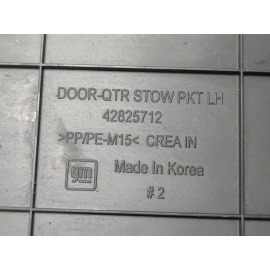 DOOR-QTR STOW PKT LH
42825712
>PP/PE-M15< CREA IN
gm
Made In Korea
#2